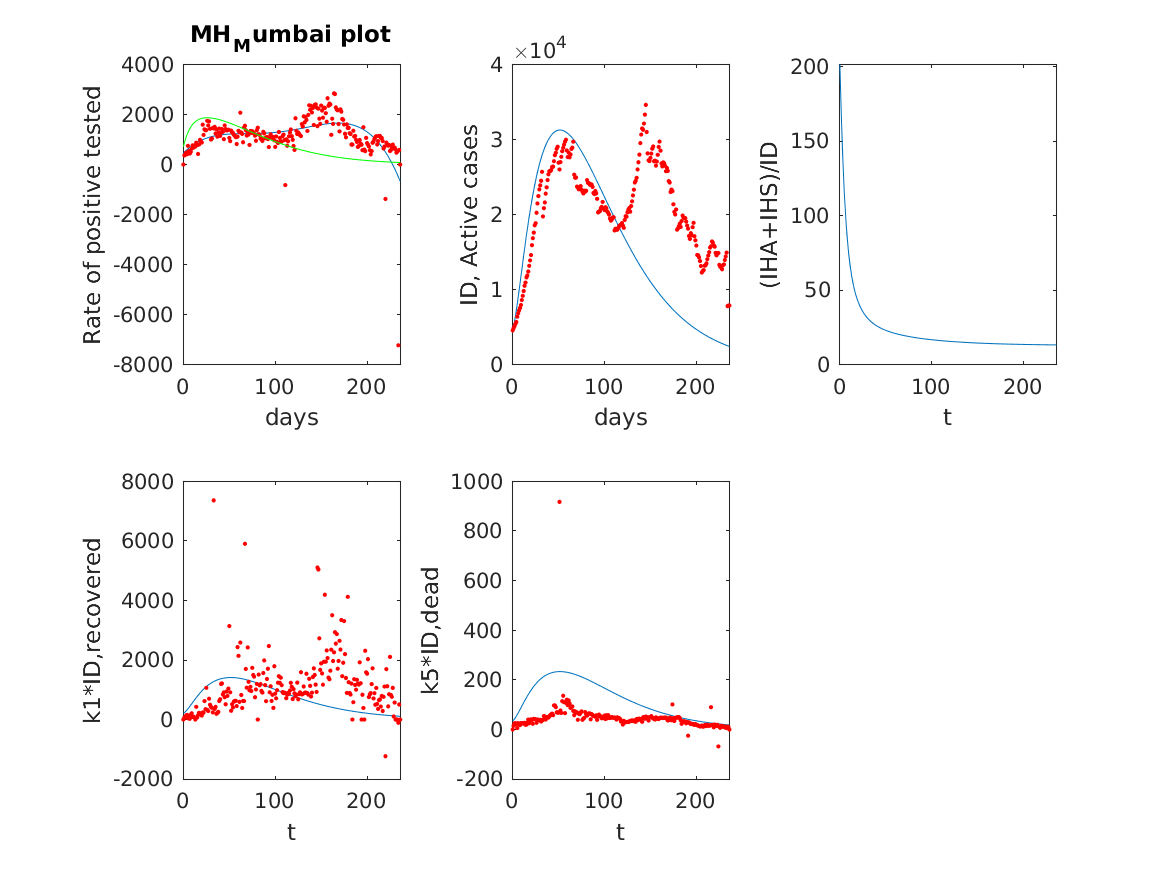 MH_Mumbai plot
4000
2000
0
-2000
-4000
-6000
-8000
0 100 200
Rate of positive tested
days
×10^4
4
3
2
1
0
0 100 200
ID, Active cases
days
200
150
100
50
0
0 100 200
(IHA+IHS)/ID
t
8000
6000
4000
2000
0
-2000
0 100 200
k1*ID,recovered
t
1000
800
600
400
200
0
-200
0 100 200
k5*ID,dead
t